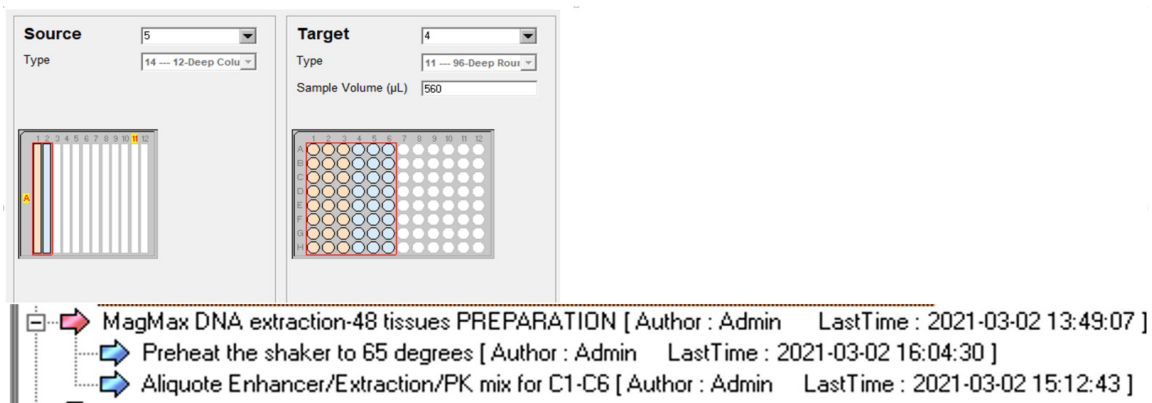 Source 5
Type 14 --- 12-Deep Colu
Target 4
Type 11 --- 96-Deep Roun
Sample Volume (µL) 560
1 2 3 4 5 6 7 8 9 10 11 12
A
1 2 3 4 5 6 7 8 9 10 11 12
A
B
C
D
E
F
G
H
MagMax DNA extraction-48 tissues PREPARATION [ Author : Admin LastTime : 2021-03-02 13:49:07 ]
Preheat the shaker to 65 degrees [ Author : Admin LastTime : 2021-03-02 16:04:30 ]
Aliquote Enhancer/Extraction/PK mix for C1-C6 [ Author : Admin LastTime : 2021-03-02 15:12:43 ]